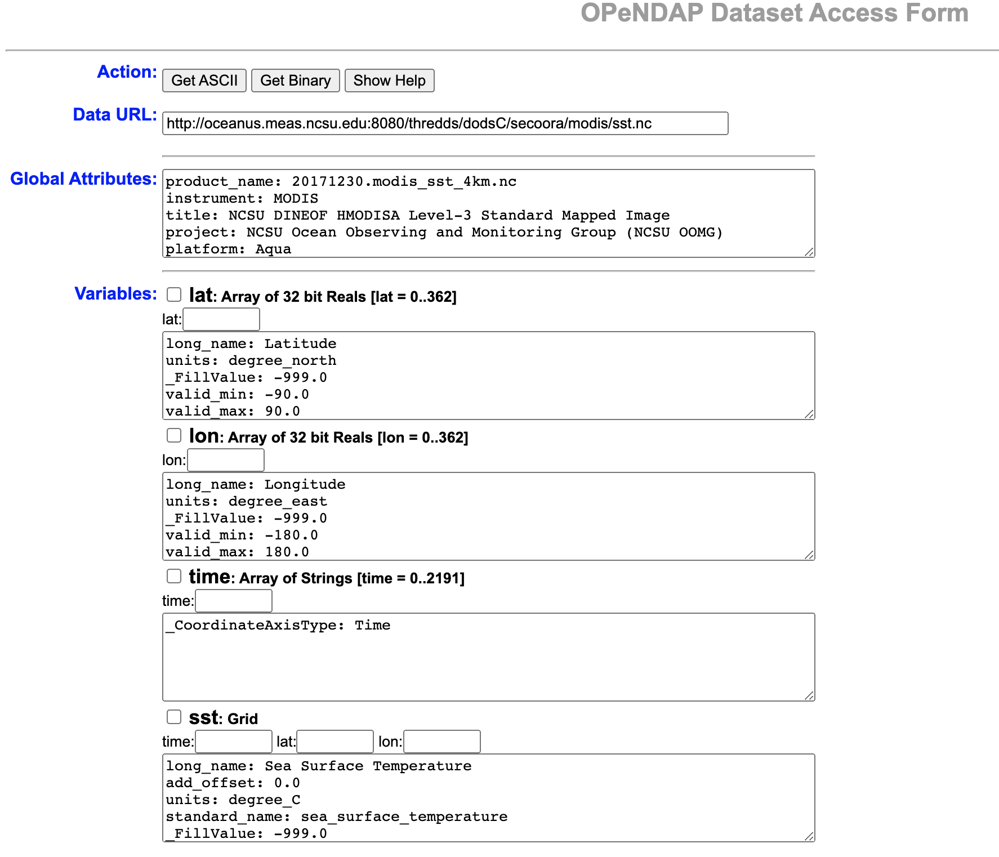 OPeNDAP Dataset Access Form
Action: Get ASCII Get Binary Show Help
Data URL: http://oceanus.meas.ncsu.edu:8080/thredds/dodsC/secoora/modis/sst.nc
Global Attributes: product_name: 20171230.modis_sst_4km.nc
instrument: MODIS
title: NCSU DINEOF HMODISA Level-3 Standard Mapped Image
project: NCSU Ocean Observing and Monitoring Group (NCSU OOMG)
platform: Aqua
Variables: lat: Array of 32 bit Reals [lat = 0..362]
lat:
long_name: Latitude
units: degree_north
_FillValue: -999.0
valid_min: -90.0
valid_max: 90.0
lon: Array of 32 bit Reals [lon = 0..362]
lon:
long_name: Longitude
units: degree_east
_FillValue: -999.0
valid_min: -180.0
valid_max: 180.0
time: Array of Strings [time = 0..2191]
time:
_CoordinateAxisType: Time
sst: Grid
time: lat: lon:
long_name: Sea Surface Temperature
add_offset: 0.0
units: degree_C
standard_name: sea_surface_temperature
_FillValue: -999.0